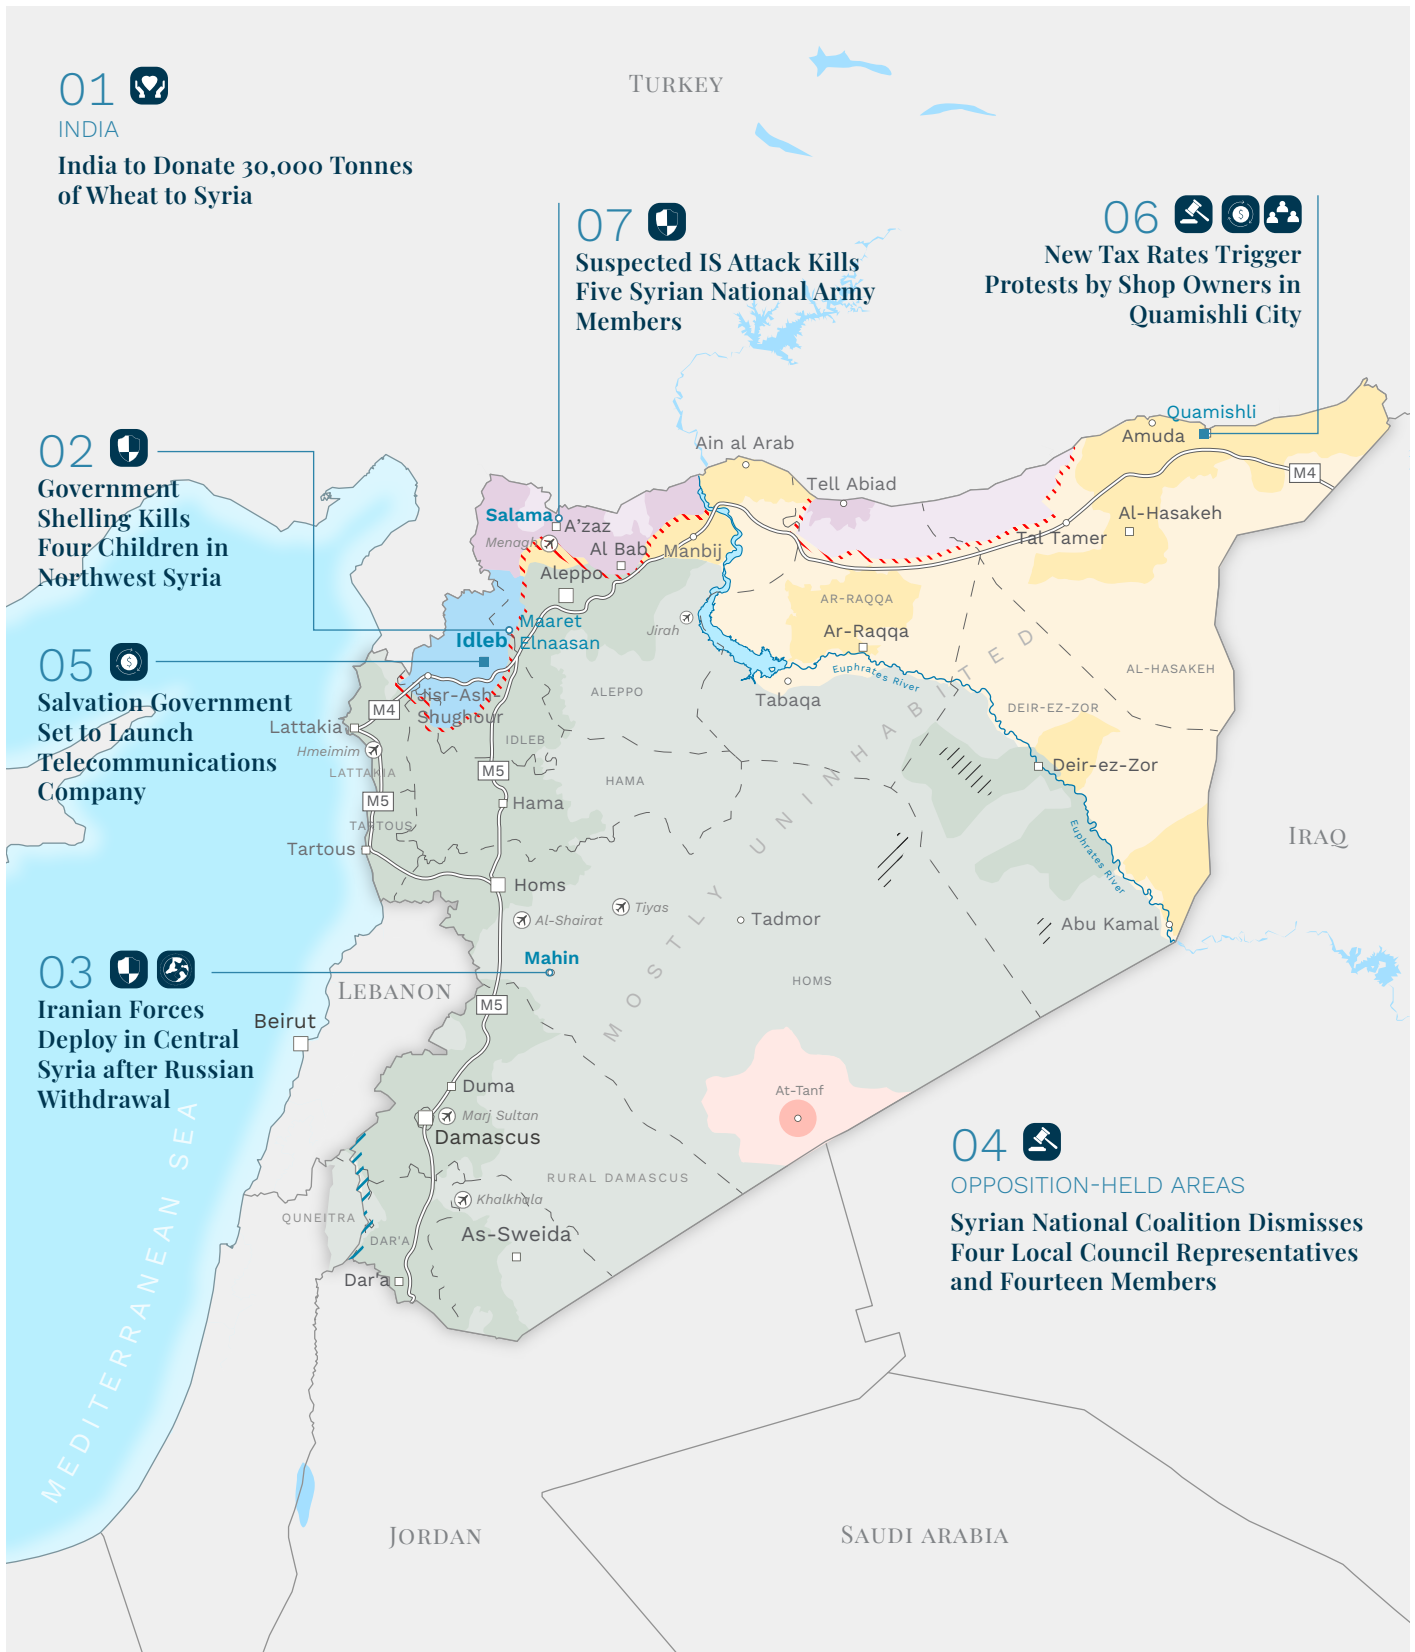 01
INDIA
India to Donate 30,000 Tonnes
of Wheat to Syria
TURKEY
07
Suspected IS Attack Kills
Five Syrian National Army
Members
06
New Tax Rates Trigger
Protests by Shop Owners in
Quamishli City
02
Government
Shelling Kills
Four Children in
Northwest Syria
05
Salvation Government
Set to Launch
Telecommunications
Company
03
Iranian Forces
Deploy in Central
Syria after Russian
Withdrawal
04
OPPOSITION-HELD AREAS
Syrian National Coalition Dismisses
Four Local Council Representatives
and Fourteen Members
Quamishli
Amuda
Ain al Arab
M4
Tell Abiad
Salama
A'zaz
Al-Hasakeh
Menagh
Al Bab
Manbij
Tal Tamer
Aleppo
AR-RAQQA
Jirah
Maaret
Elnaasan
Idleb
Ar-Raqqa
AL-HASAKEH
Euphrates River
Hisr-Ash-
Shughour
ALEPPO
Tabaqa
M4
DEIR-EZ-ZOR
Lattakia
IDLEB
Hmeimim
LATTAKIA
M5
HAMA
Deir-ez-Zor
M5
Hama
TARTOUS
Euphrates River
IRAQ
Tartous
Homs
Al-Shairat
Tiyas
Tadmor
Abu Kamal
Mahin
HOMS
MOSTLY UNIMHABITED
LEBANON
M5
Beirut
Duma
At-Tanf
Marj Sultan
Damascus
RURAL DAMASCUS
Khalkhala
QUNEITRA
DAR'A
As-Sweida
Dar'a
MEDITERRANEAN SEA
JORDAN
SAUDI ARABIA